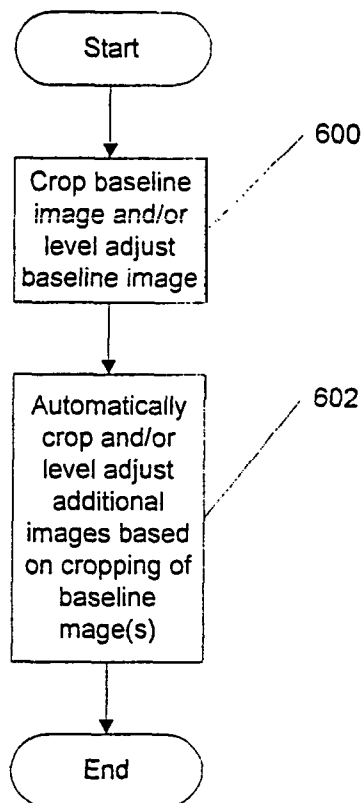 Start
600
Crop baseline
image and/or
level adjust
baseline image
602
Automatically
crop and/or
level adjust
additional
images based
on cropping of
baseline
mage(s)
End